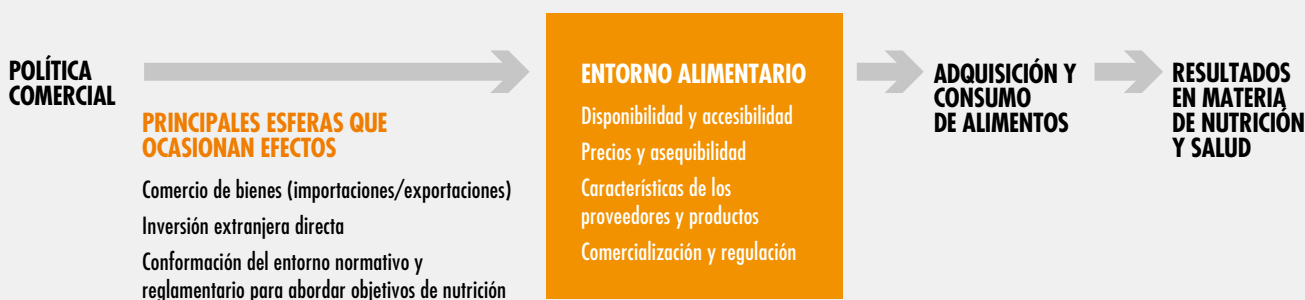 POLÍTICA
COMERCIAL
PRINCIPALES ESFERAS QUE
OCASIONAN EFECTOS
Comercio de bienes (importaciones/exportaciones)
Inversión extranjera directa
Conformación del entorno normativo y
reglamentario para abordar objetivos de nutrición
ENTORNO ALIMENTARIO
Disponibilidad y accesibilidad
Precios y asequibilidad
Características de los
proveedores y productos
Comercialización y regulación
ADQUISICIÓN Y
CONSUMO
DE ALIMENTOS
RESULTADOS
EN MATERIA
DE NUTRICIÓN
Y SALUD